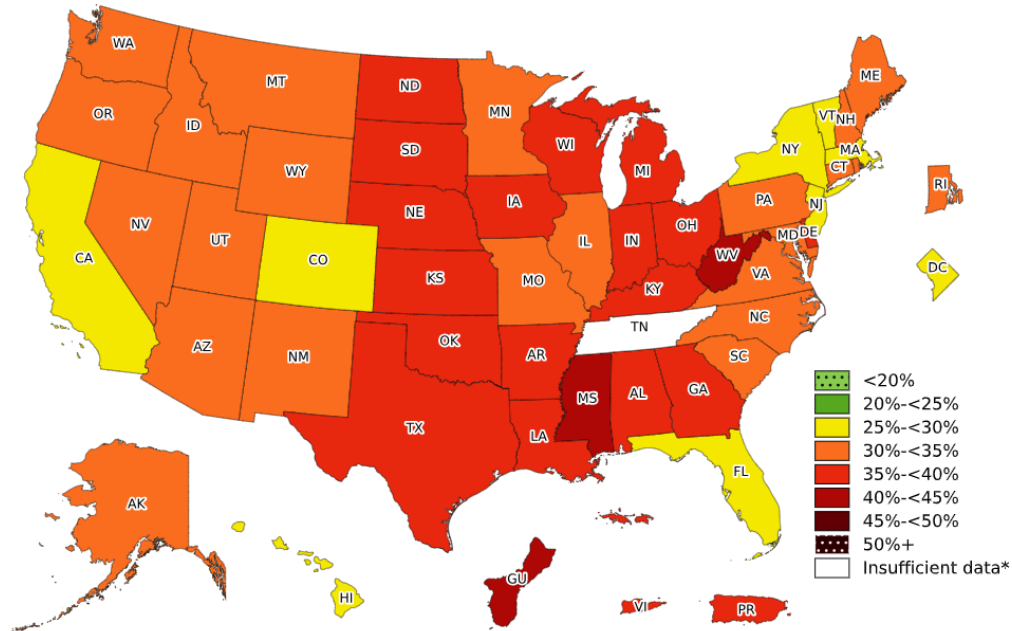 WA
MT
ND
MN
ME
OR
ID
SD
WI
VT
NH
NY
MA
MI
CT
WY
RI
NE
IA
PA
NJ
NV
UT
OH
IL
IN
MD
DE
CA
CO
WV
DC
KS
MO
VA
KY
NC
TN
AZ
NM
OK
AR
SC
MS
AL
GA
TX
LA
FL
AK
HI
GU
VI
PR
<20%
20%-<25%
25%-<30%
30%-<35%
35%-<40%
40%-<45%
45%-<50%
50%+
Insufficient data*